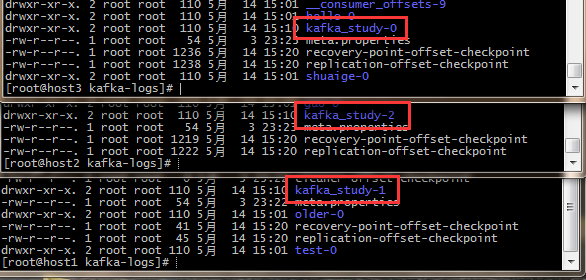 drwxr-xr-x. 2 root root 110 5月 14 15:01 __consumer_offsets-9
drwxr-xr-x. 2 root root 110 5月 14 15:01 hello-0
drwxr-xr-x. 2 root root 110 5月 14 15:10 kafka_study-0
-rw-r--r--. 1 root root 54 5月 3 23:23 meta.properties
-rw-r--r--. 1 root root 1236 5月 14 15:20 recovery-point-offset-checkpoint
-rw-r--r--. 1 root root 1238 5月 14 15:20 replication-offset-checkpoint
drwxr-xr-x. 2 root root 110 5月 14 15:01 shuaige-0
[root@host3 kafka-logs]#
drwxr-xr-x. 2 root root 110 5月 14 15:01
drwxr-xr-x. 2 root root 110 5月 14 15:10 kafka_study-2
-rw-r--r--. 1 root root 54 5月 3 23:23 meta.properties
-rw-r--r--. 1 root root 1219 5月 14 15:20 recovery-point-offset-checkpoint
-rw-r--r--. 1 root root 1222 5月 14 15:20 replication-offset-checkpoint
[root@host2 kafka-logs]#
cleaner-offset-checkpoint
drwxr-xr-x. 2 root root 110 5月 14 15:10 kafka_study-1
-rw-r--r--. 1 root root 54 5月 3 23:22 meta.properties
drwxr-xr-x. 2 root root 110 5月 14 15:01 older-0
-rw-r--r--. 1 root root 41 5月 14 15:20 recovery-point-offset-checkpoint
-rw-r--r--. 1 root root 45 5月 14 15:20 replication-offset-checkpoint
drwxr-xr-x. 2 root root 110 5月 14 15:01 test-0
[root@host1 kafka-logs]#